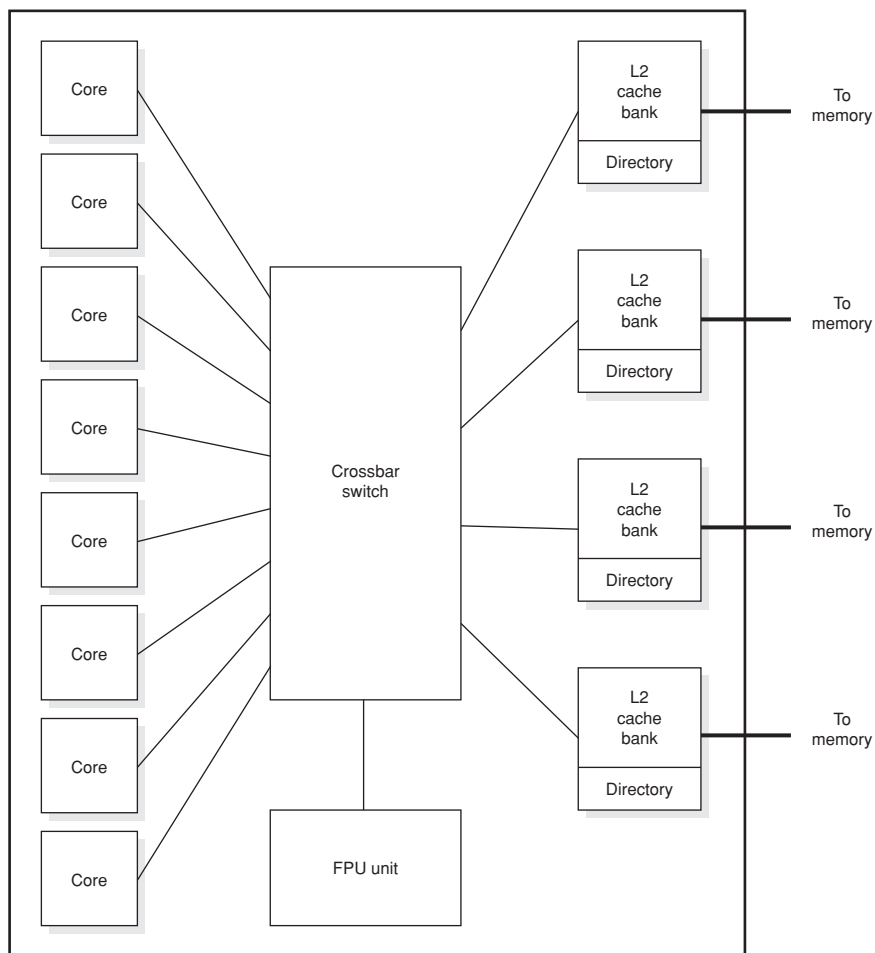 Core
Core
Core
Core
Core
Core
Core
Core
Crossbar
switch
FPU unit
L2
cache
bank
Directory
To
memory
L2
cache
bank
Directory
To
memory
L2
cache
bank
Directory
To
memory
L2
cache
bank
Directory
To
memory